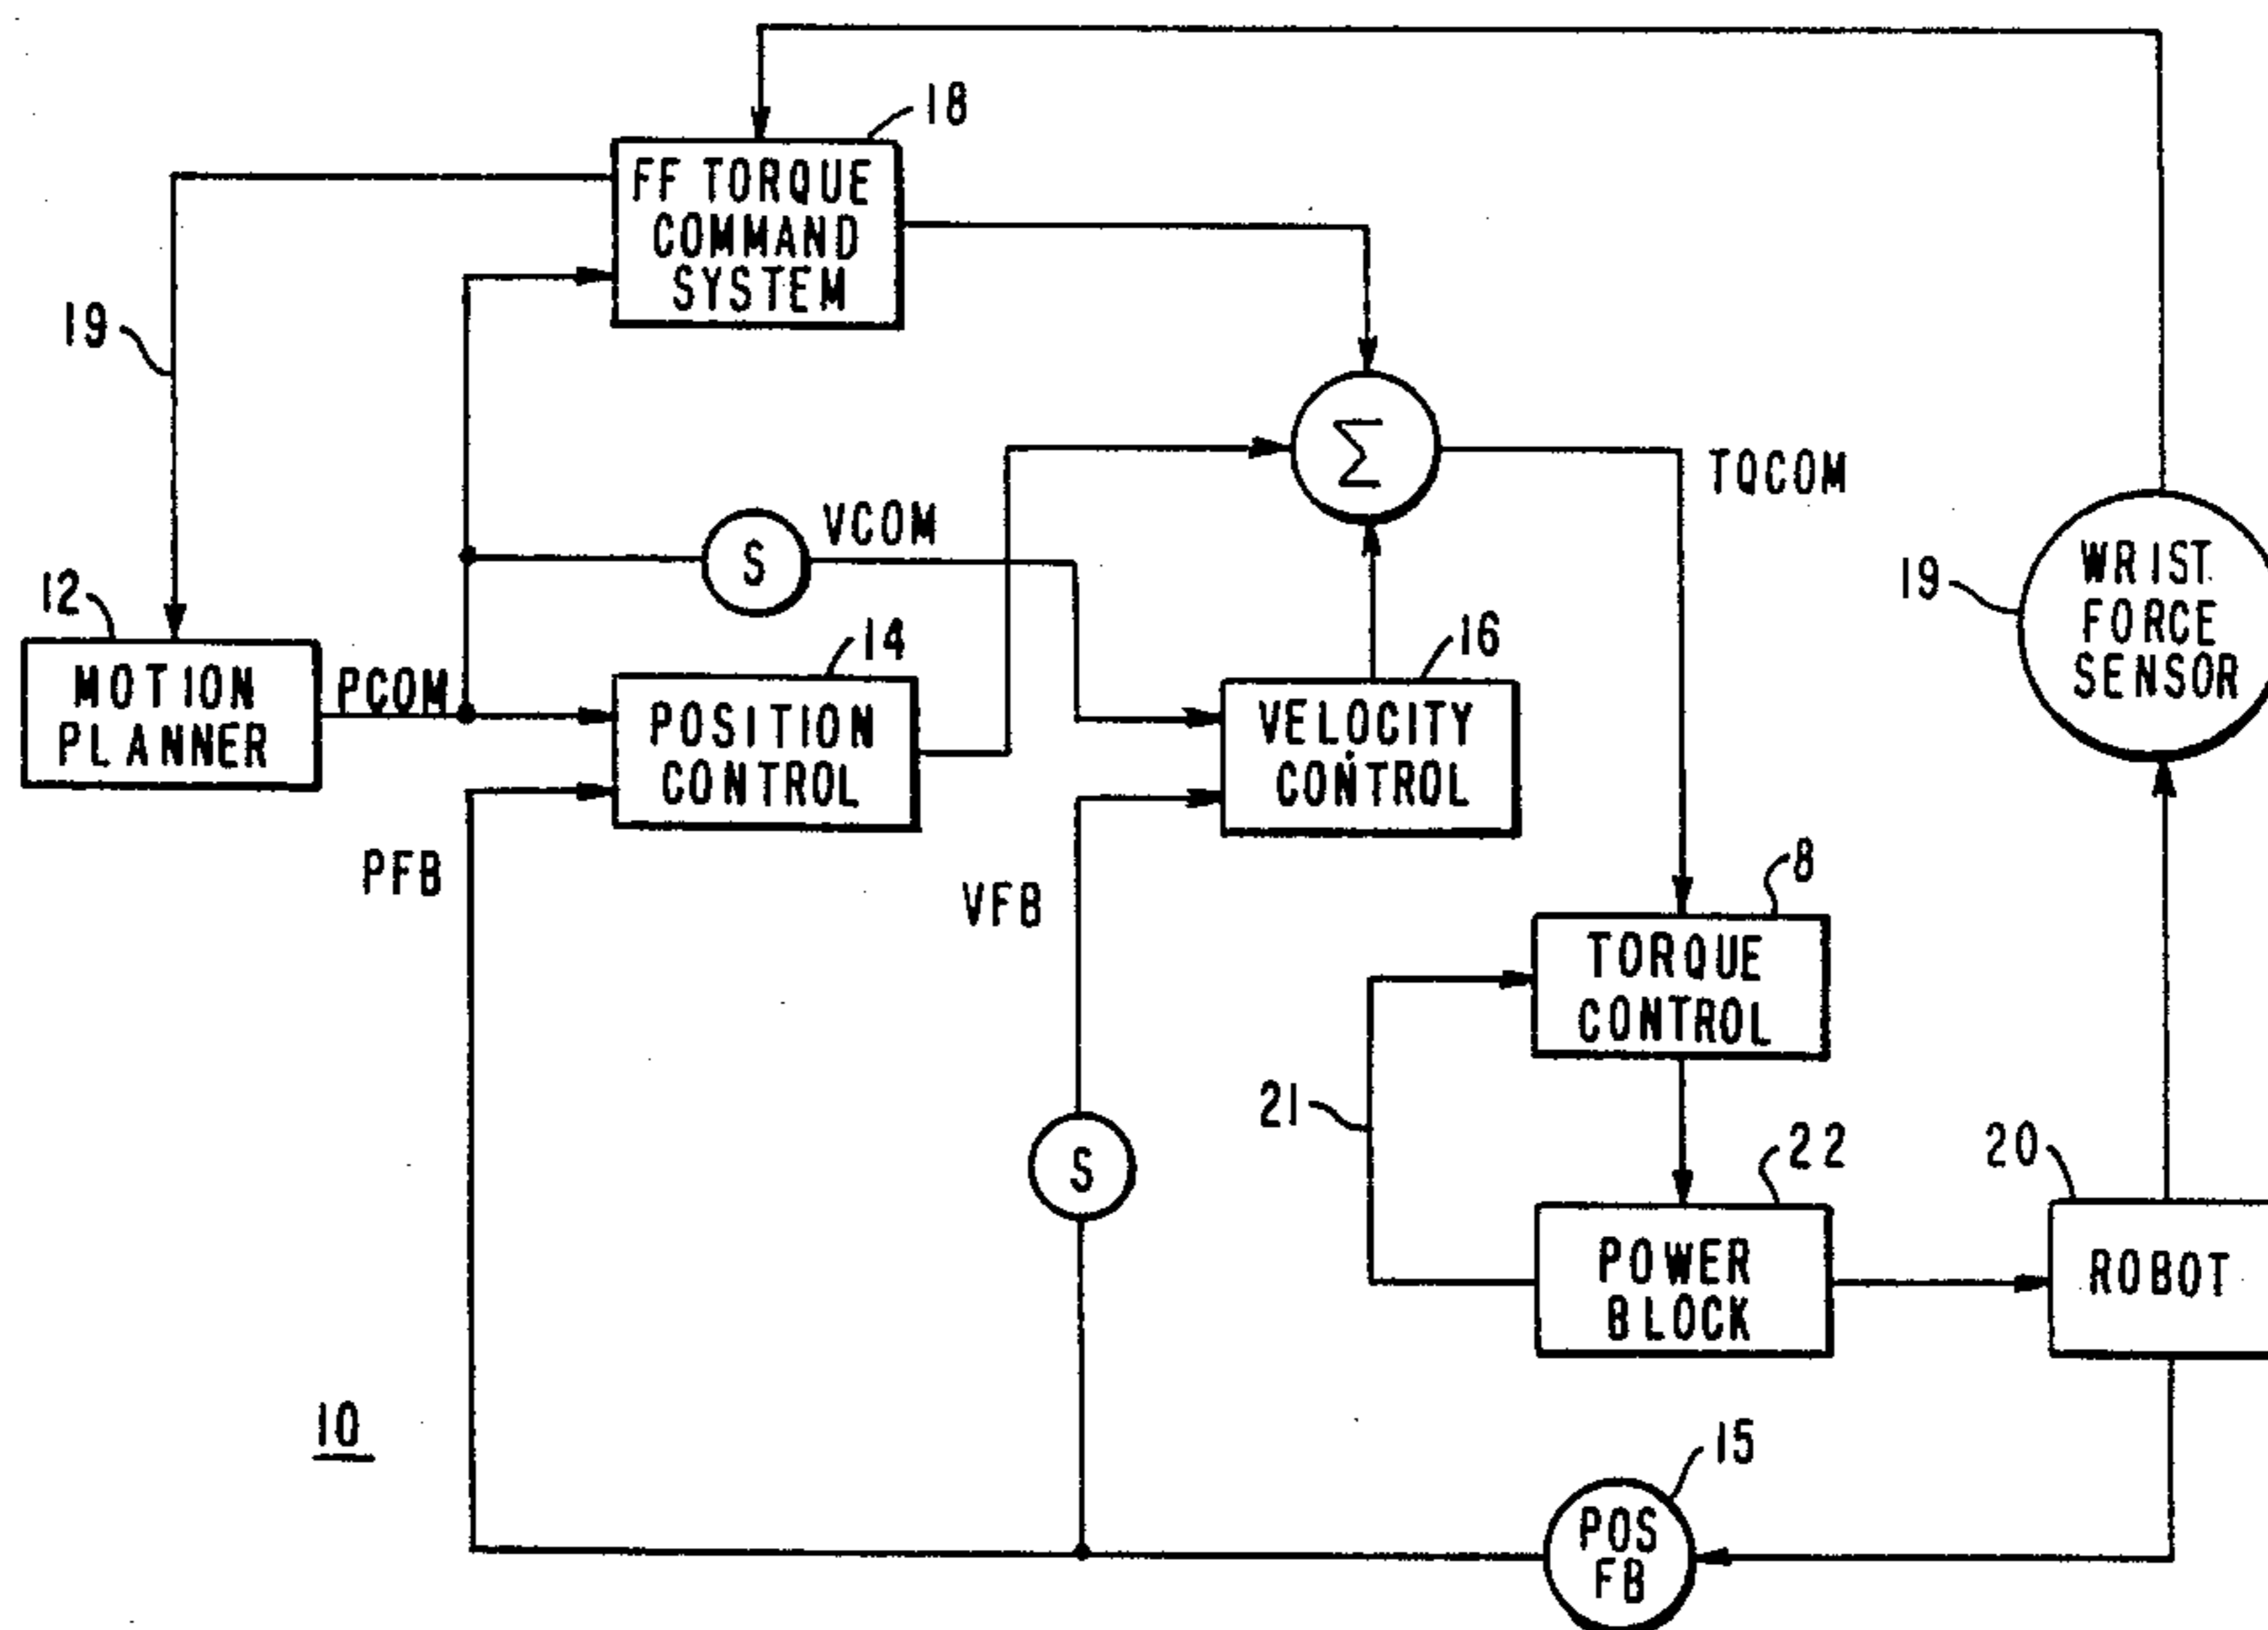 18
FF TORQUE
COMMAND
SYSTEM
19
Σ
TQCOM
VCOM
S
WRIST
FORCE
SENSOR
19
12
MOTION
PLANNER
PCOM
14
POSITION
CONTROL
16
VELOCITY
CONTROL
PFB
VFB
8
TORQUE
CONTROL
21
S
22
POWER
BLOCK
20
ROBOT
10
15
POS
FB